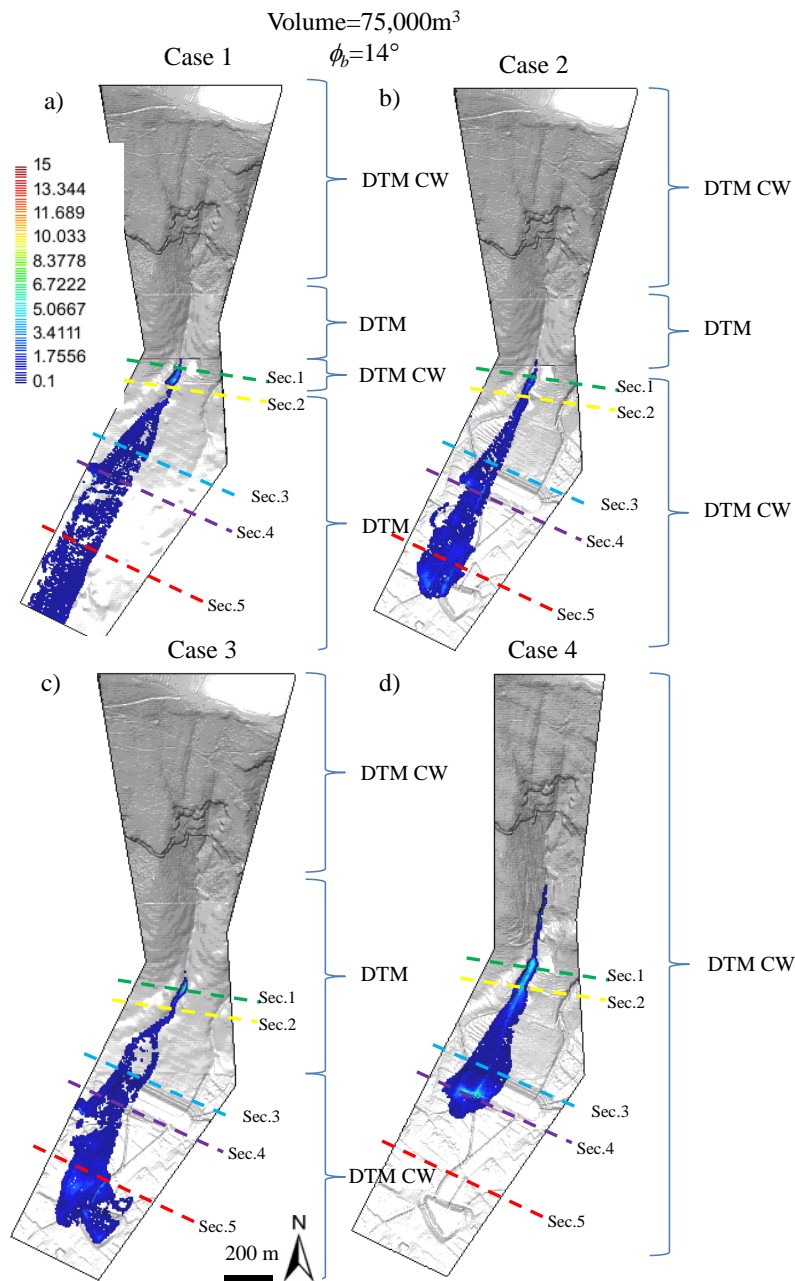 Volume=75,000m³
ϕb=14°
Case 1
Case 2
a)
b)
15
13.344
11.689
10.033
8.3778
6.7222
5.0667
3.4111
1.7556
0.1
DTM CW
DTM
DTM CW
DTM
Sec.1
Sec.2
Sec.3
Sec.4
Sec.5
DTM CW
DTM
DTM CW
Sec.1
Sec.2
Sec.3
Sec.4
Sec.5
Case 3
Case 4
c)
d)
DTM CW
DTM
DTM CW
Sec.1
Sec.2
Sec.3
Sec.4
Sec.5
DTM CW
Sec.1
Sec.2
Sec.3
Sec.4
Sec.5
N
200 m